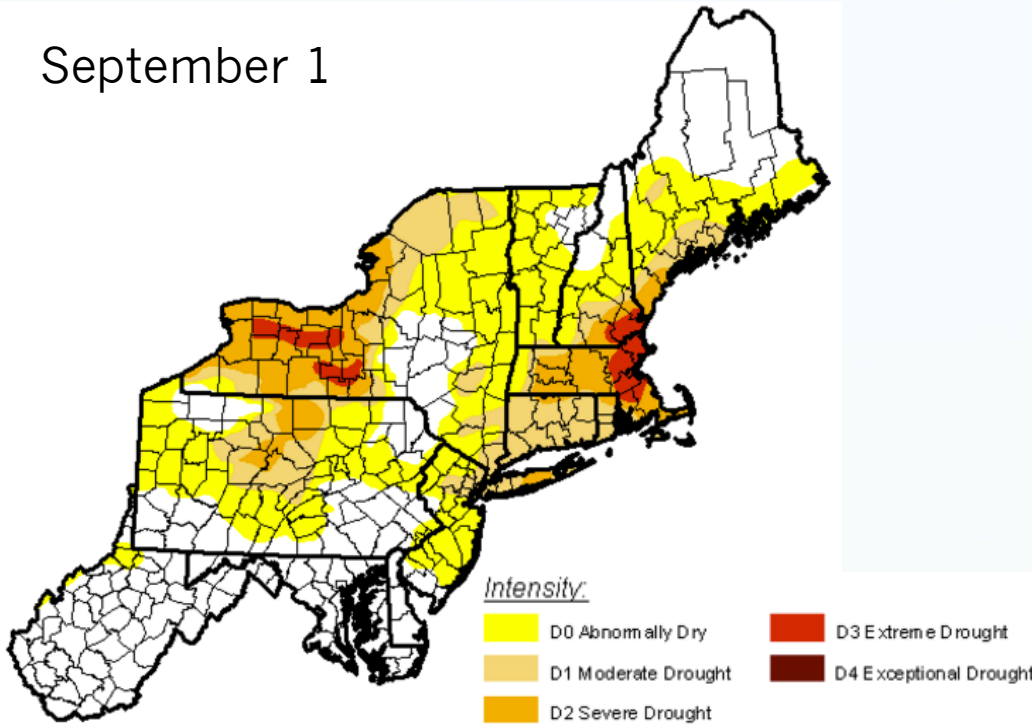 September 1
Intensity:
D0 Abnormally Dry
D1 Moderate Drought
D2 Severe Drought
D3 Extreme Drought
D4 Exceptional Drought